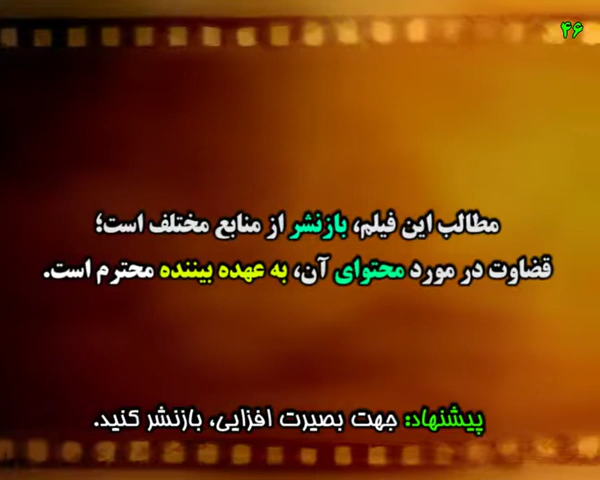 ۴۶
مطالب این فیلم، بازنشر از منابع مختلف است؛
قضاوت در مورد محتوای آن، به عهده بیننده محترم است.
پیشنهاد: جهت بصیرت افزایی، بازنشر کنید.